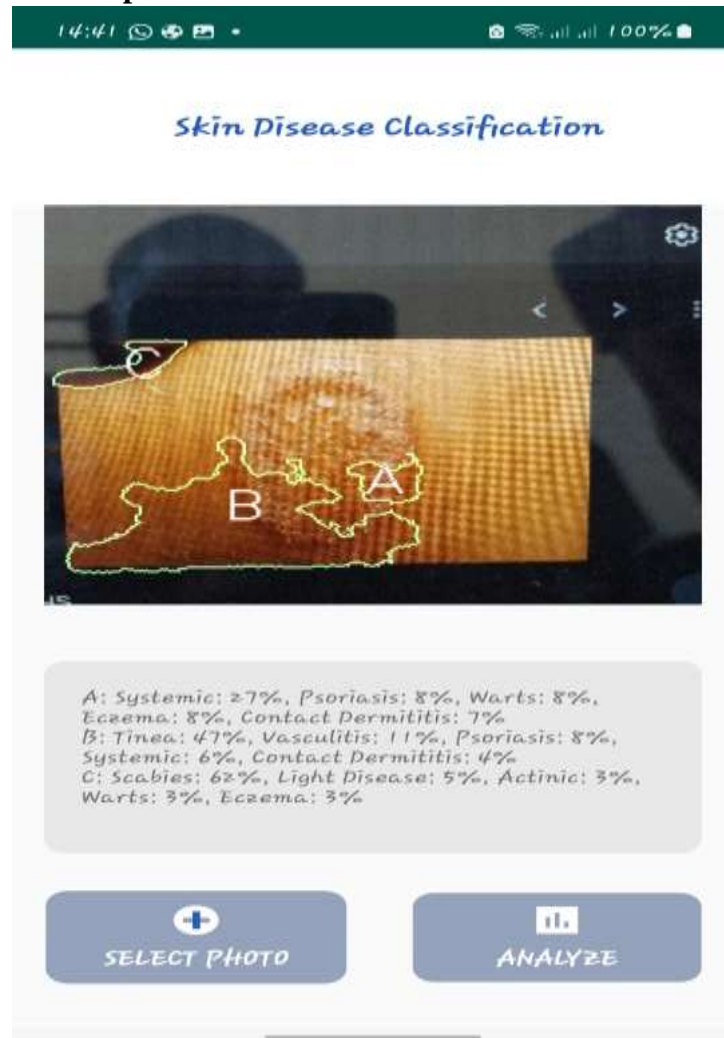 14:41 100%
Skin Disease Classification
C
A
B
A: Systemic: 27%, Psoriasis: 8%, Warts: 8%,
Eczema: 8%, Contact Dermititis: 7%
B: Tinea: 47%, Vasculitis: 11%, Psoriasis: 8%,
Systemic: 6%, Contact Dermititis: 4%
C: Scabies: 62%, Light Disease: 5%, Actinic: 3%,
Warts: 3%, Eczema: 3%
SELECT PHOTO ANALYZE